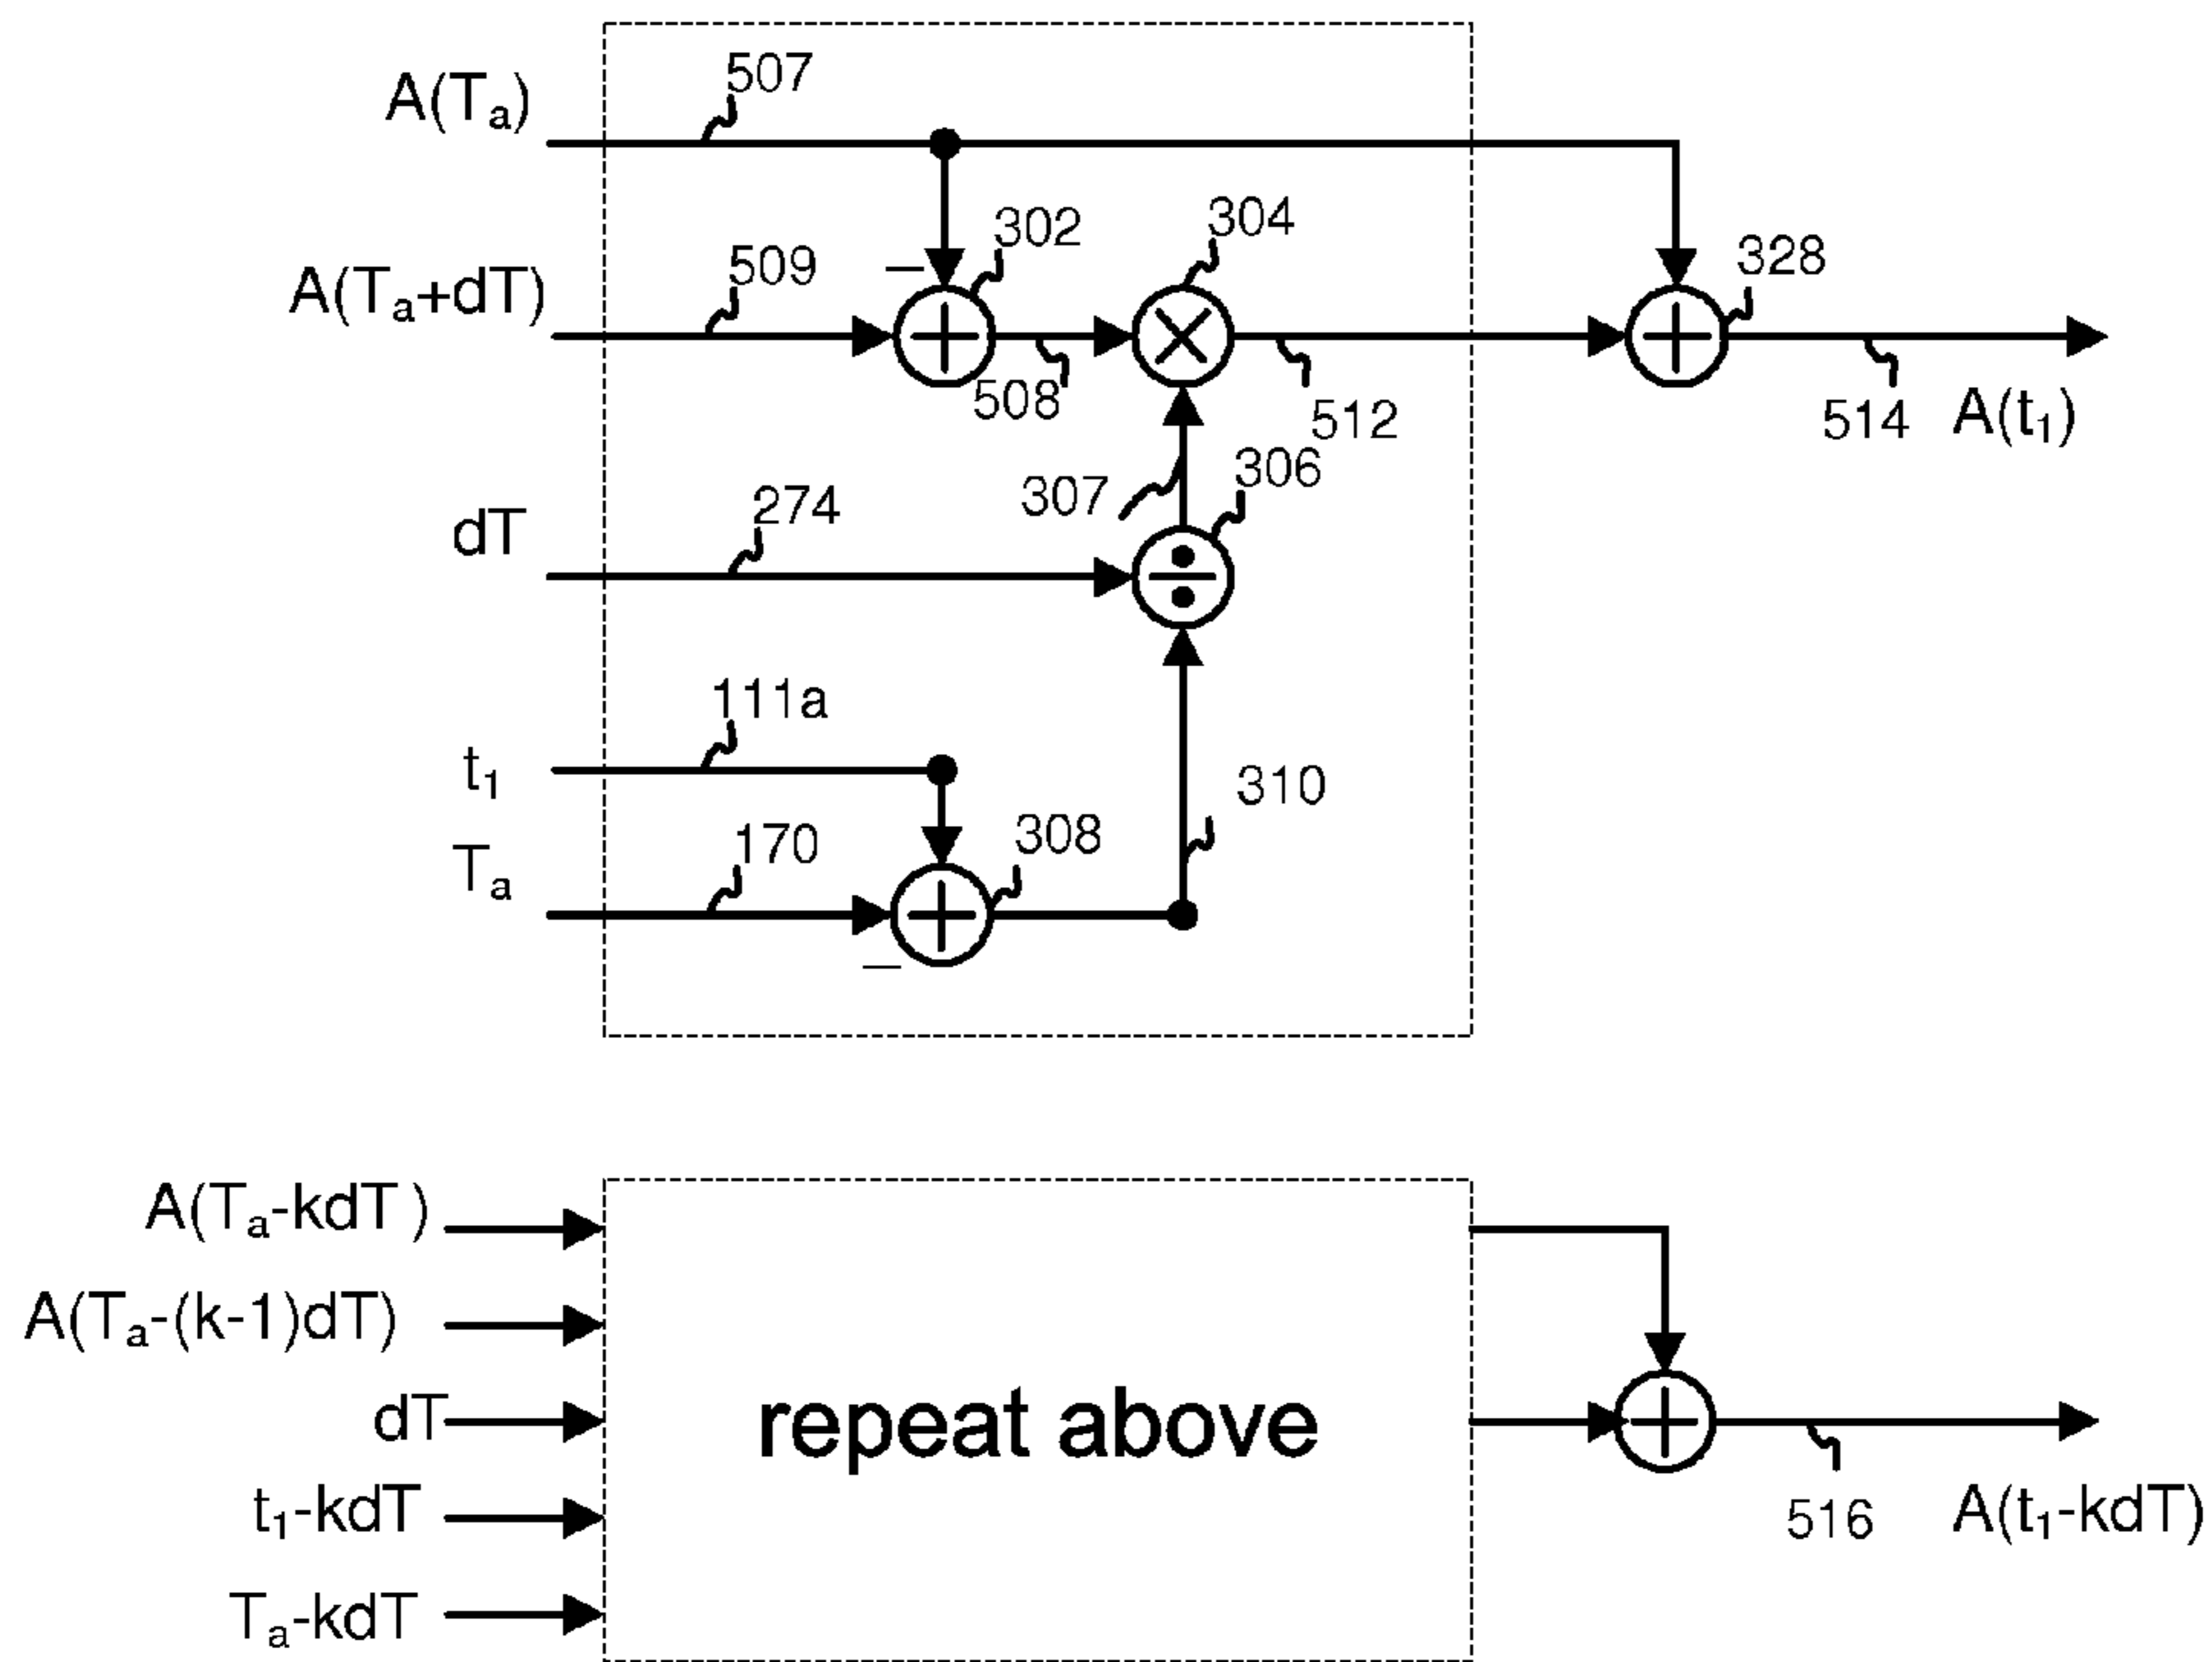 507
A(Tₐ)
302
304
509
328
A(Tₐ+dT)
−
+
×
+
508
512
514
A(t₁)
307
306
274
dT
÷
111a
t₁
310
170
308
Tₐ
+
−
A(Tₐ-kdT)
A(Tₐ-(k-1)dT)
dT
repeat above
+
t₁-kdT
516
A(t₁-kdT)
Tₐ-kdT